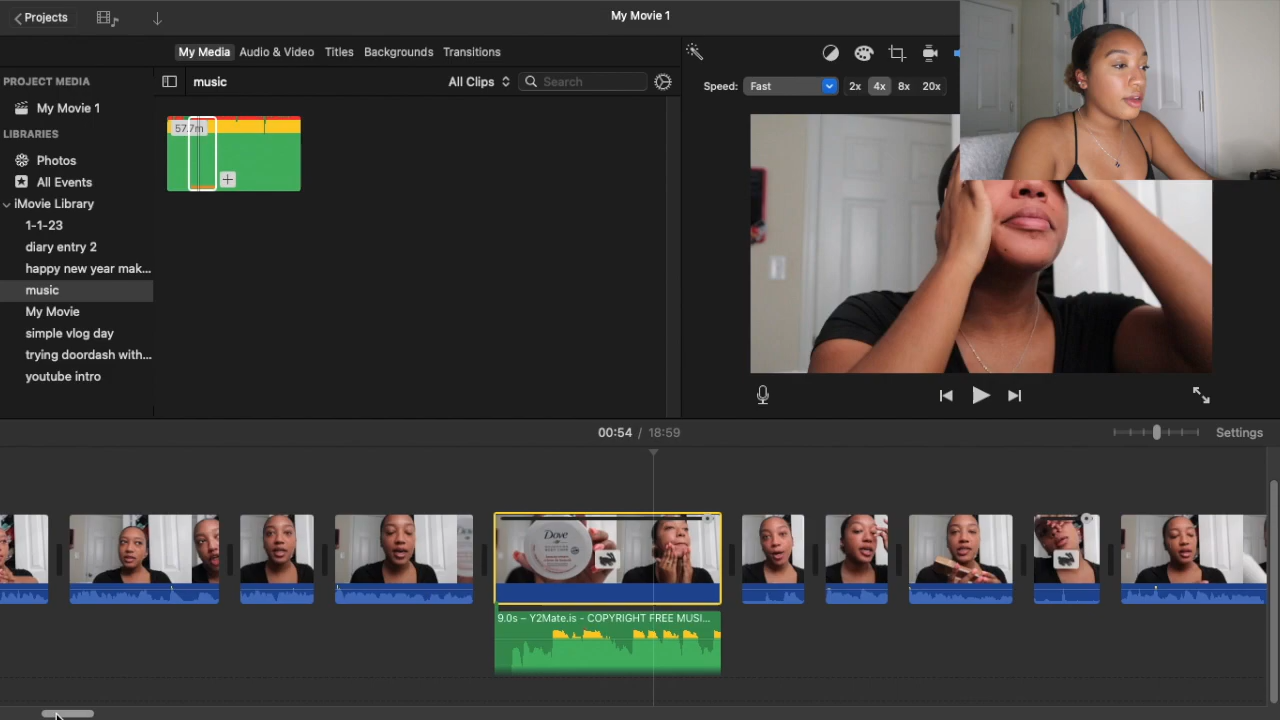 Projects
My Movie 1
My Media Audio & Video Titles Backgrounds Transitions
PROJECT MEDIA
My Movie 1
LIBRARIES
Photos
All Events
iMovie Library
1-1-23
diary entry 2
happy new year mak...
music
My Movie
simple vlog day
trying doordash with...
youtube intro
music
All Clips
Search
57.7m
Speed: Fast 2x 4x 8x 20x
00:54 / 18:59
Settings
Dove
9.0s – Y2Mate.is - COPYRIGHT FREE MUSI...